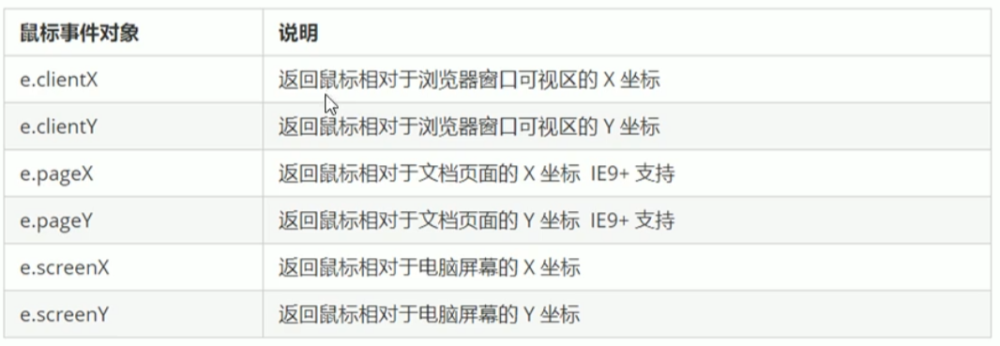 鼠标事件对象 说明
e.clientX 返回鼠标相对于浏览器窗口可视区的 X 坐标
e.clientY 返回鼠标相对于浏览器窗口可视区的 Y 坐标
e.pageX 返回鼠标相对于文档页面的 X 坐标 IE9+ 支持
e.pageY 返回鼠标相对于文档页面的 Y 坐标 IE9+ 支持
e.screenX 返回鼠标相对于电脑屏幕的 X 坐标
e.screenY 返回鼠标相对于电脑屏幕的 Y 坐标